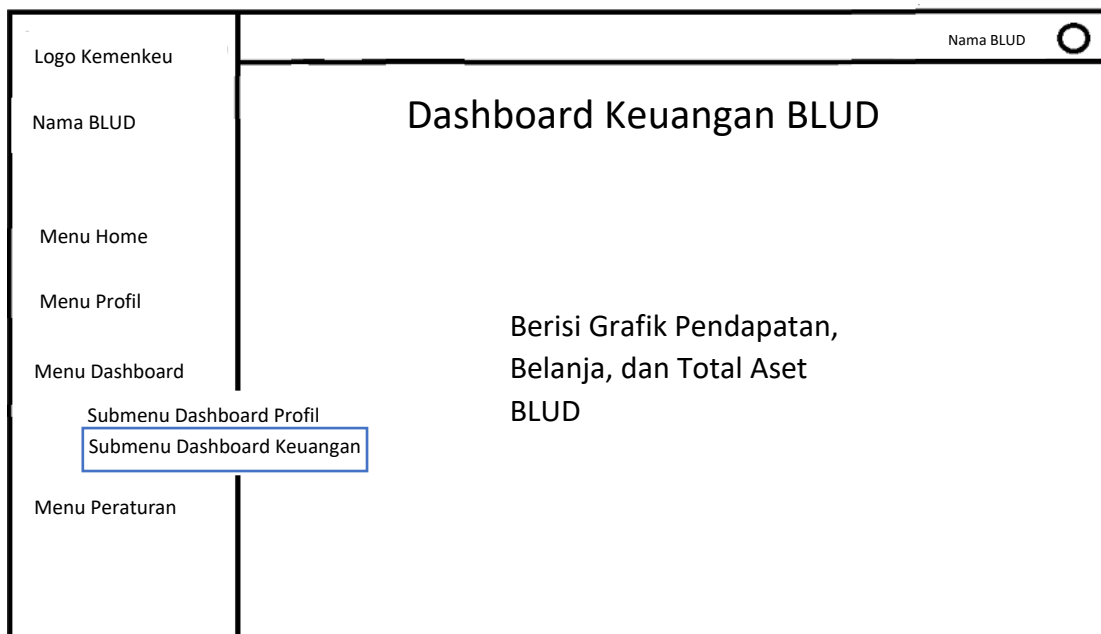 Logo Kemenkeu
Nama BLUD
Nama BLUD
Dashboard Keuangan BLUD
Menu Home
Menu Profil
Menu Dashboard
Submenu Dashboard Profil
Submenu Dashboard Keuangan
Menu Peraturan
Berisi Grafik Pendapatan,
Belanja, dan Total Aset
BLUD